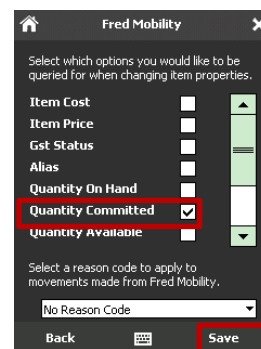 Fred Mobility
Select which options you would like to be
queried for when changing item properties.
Item Cost
Item Price
Gst Status
Alias
Quantity On Hand
Quantity Committed
Quantity Available
Select a reason code to apply to
movements made from Fred Mobility.
No Reason Code
Back Save